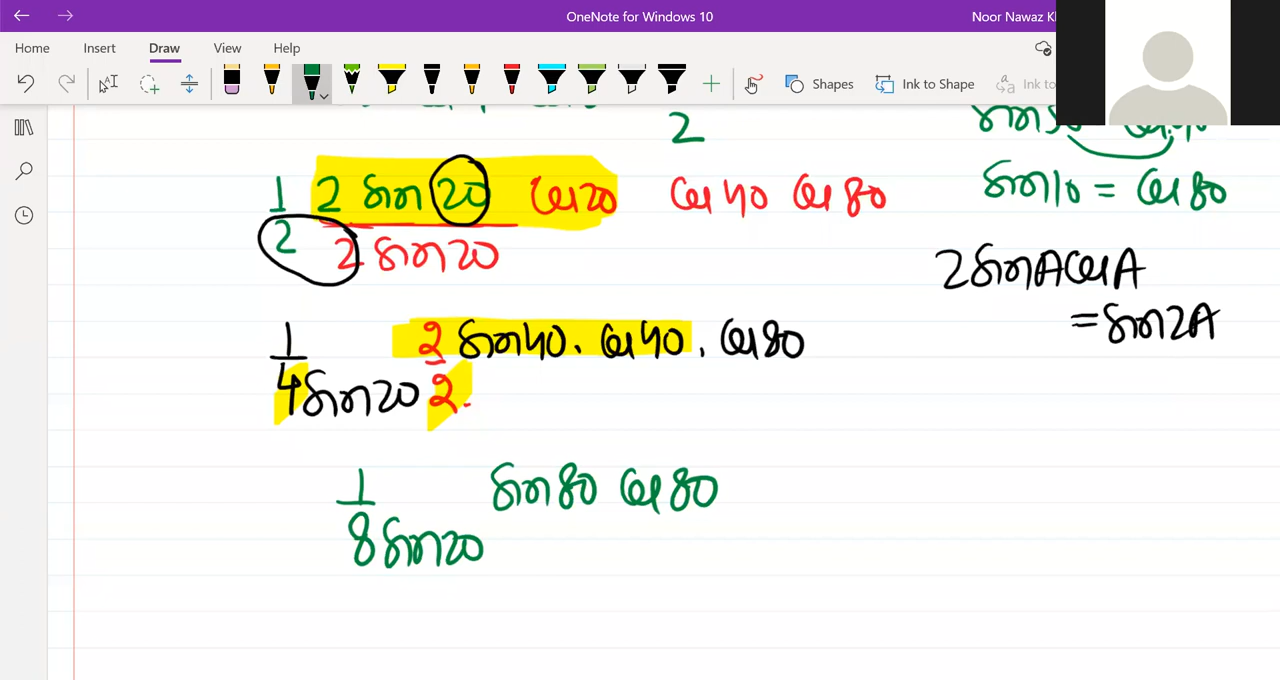 OneNote for Windows 10
Noor Nawaz Kh
Home Insert Draw View Help
Shapes Ink to Shape Ink to
2
1 2 sin 20 cos 20 cos 40 cos 80
2 2 sin 20
sin 10 = cos 80
2 sin A cos A
= sin 2A
1 2 sin 40 . cos 40 . cos 80
4 sin 20 2 .
1 sin 80 cos 80
8 sin 20